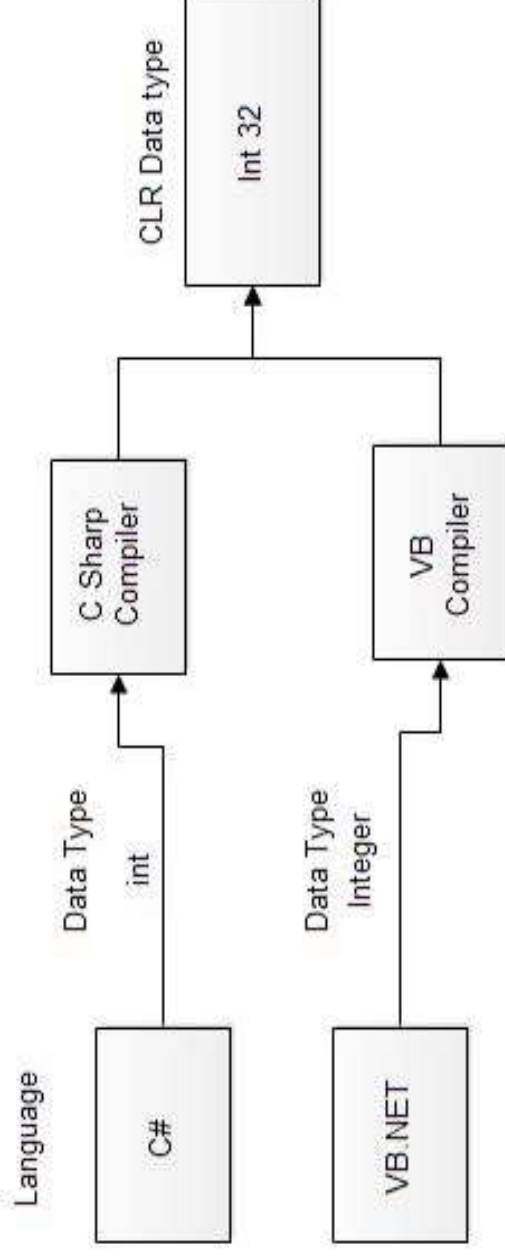 Language
C#
VB.NET
Data Type
int
Data Type
Integer
C Sharp
Compiler
VB
Compiler
CLR Data type
Int 32